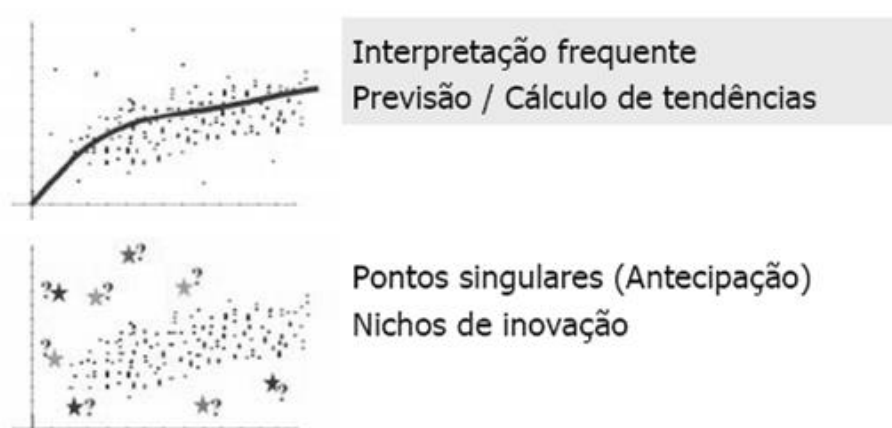 Interpretação frequente
Previsão / Cálculo de tendências
?
?
?
?
Pontos singulares (Antecipação)
Nichos de inovação
?
?
?
?